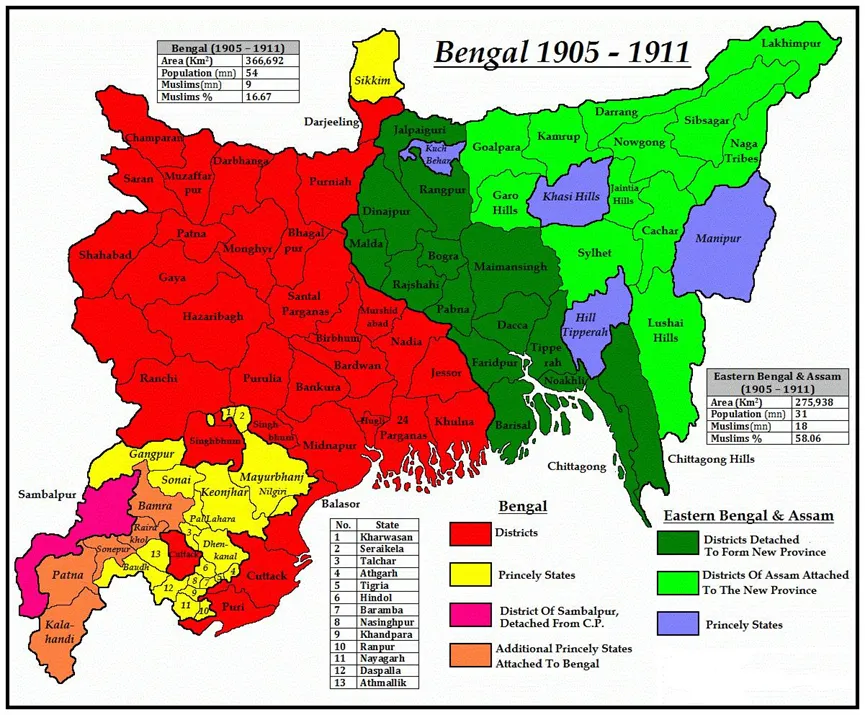 Bengal 1905 - 1911
Bengal (1905 – 1911)
Area (Km²) 366,692
Population (mn) 54
Muslims(mn) 9
Muslims % 16.67
Sikkim
Darjeeling
Lakhimpur
Darrang
Sibsagar
Jalpaiguri
Kuch
Behar
Goalpara
Kamrup
Nowgong
Naga
Tribes
Champaran
Darbhanga
Saran
Muzaffar
pur
Purniah
Rangpur
Garo
Hills
Khasi Hills
Jaintia
Hills
Dinajpur
Patna
Monghyr
Bhagal
pur
Malda
Cachar
Manipur
Shahabad
Gaya
Bogra
Maimansingh
Sylhet
Rajshahi
Santal
Parganas
Hazaribagh
Murshid
abad
Pabna
Dacca
Hill
Tipperah
Lushai
Hills
Birbhum
Nadia
Tippe
rah
Ranchi
Purulia
Bardwan
Bankura
Jessor
Faridpur
Noakhli
Eastern Bengal & Assam
(1905 – 1911)
Area (Km²) 275,938
Population (mn) 31
Muslims(mn) 18
Muslims % 58.06
1
2
Singh
bhum
Singhbhum
Midnapur
Hugli
24
Parganas
Khulna
Barisal
Chittagong
Chittagong Hills
Gangpur
Sonai
Mayurbhanj
Nilgiri
Keonjhar
Sambalpur
Bamra
Balasor
Pal Lahara
Raira
khol
3
Sonepur
Dhen-
kanal
Cuttack
13
Baudh
6
4
5
7
8
9
12
11
10
Cuttack
Puri
Patna
Kala-
handi
No. State
1 Kharwasan
2 Seraikela
3 Talchar
4 Athgarh
5 Tigria
6 Hindol
7 Baramba
8 Nasinghpur
9 Khandpara
10 Ranpur
11 Nayagarh
12 Daspalla
13 Athmallik
Bengal
Districts
Princely States
District Of Sambalpur,
Detached From C.P.
Additional Princely States
Attached To Bengal
Eastern Bengal & Assam
Districts Detached
To Form New Province
Districts Of Assam Attached
To The New Province
Princely States